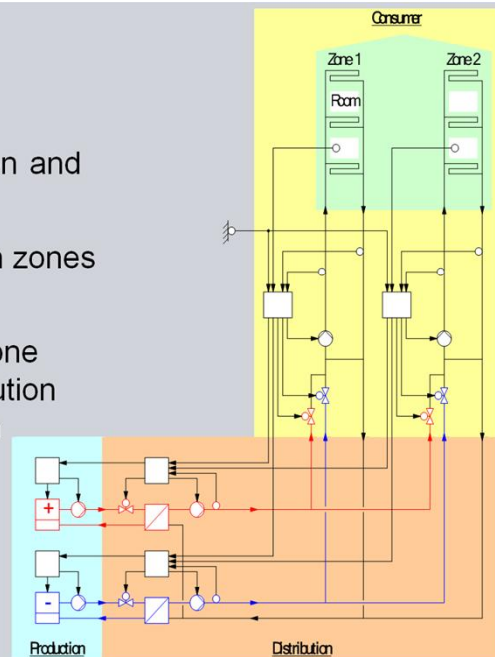 n and
n zones
one
ution
Consumer
Zone 1
Zone 2
Room
+
-
Production
Distribution